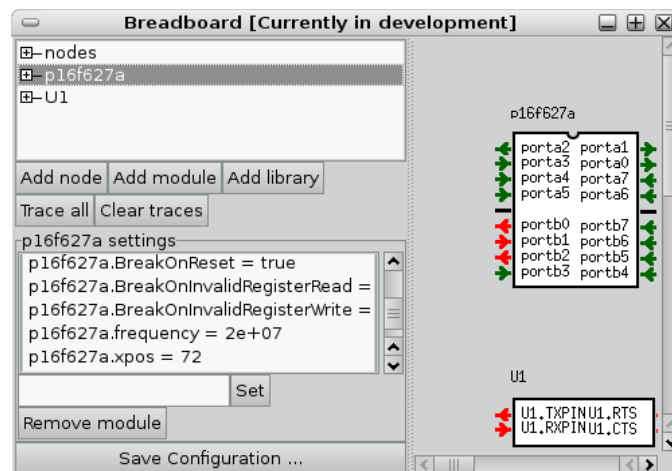 Breadboard [Currently in development]
nodes
p16f627a
U1
Add node Add module Add library
Trace all Clear traces
p16f627a settings
p16f627a.BreakOnReset = true
p16f627a.BreakOnInvalidRegisterRead =
p16f627a.BreakOnInvalidRegisterWrite =
p16f627a.frequency = 2e+07
p16f627a.xpos = 72
Set
Remove module
Save Configuration ...
p16f627a
porta2 porta1
porta3 porta0
porta4 porta7
porta5 porta6
portb0 portb7
portb1 portb6
portb2 portb5
portb3 portb4
U1
U1.TXPIN U1.RTS
U1.RXPIN U1.CTS